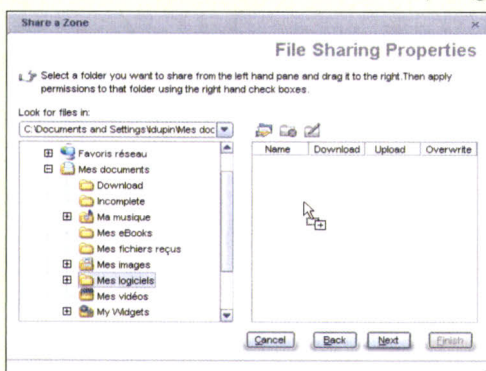 Share a Zone
File Sharing Properties
Select a folder you want to share from the left hand pane and drag it to the right.Then apply
permissions to that folder using the right hand check boxes.
Look for files in:
C:\Documents and Settings\ldupin\Mes doc
Name Download Upload Overwrite
Favoris réseau
Mes documents
Download
Incomplete
Ma musique
Mes eBooks
Mes fichiers reçus
Mes images
Mes logiciels
Mes vidéos
My Widgets
Cancel Back Next Finish